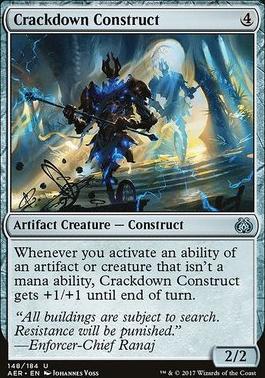 Crackdown Construct 4
Artifact Creature — Construct
Whenever you activate an ability of
an artifact or creature that isn't a
mana ability, Crackdown Construct
gets +1/+1 until end of turn.
“All buildings are subject to search.
Resistance will be punished.”
—Enforcer-Chief Ranaj
2/2
148/184 U
AER • EN Johannes Voss
™ & © 2017 Wizards of the Coast